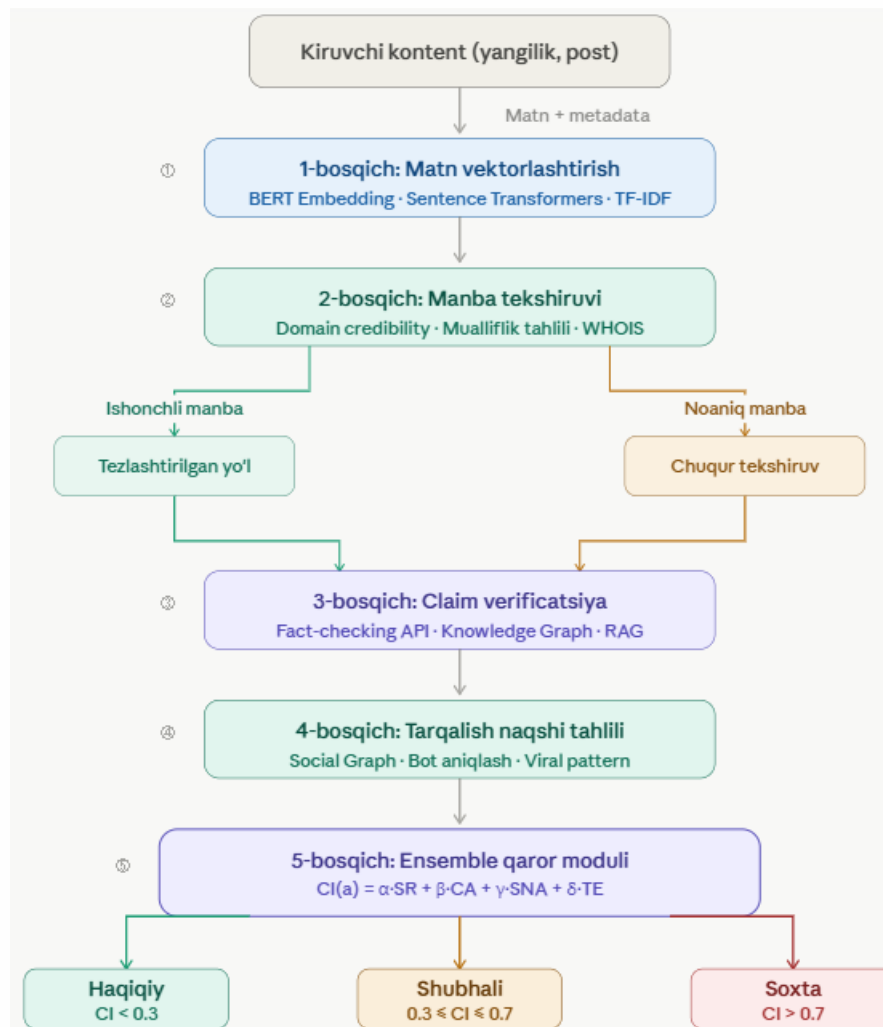 Kiruvchi kontent (yangilik, post)
Matn + metadata
①
1-bosqich: Matn vektorlashtirish
BERT Embedding · Sentence Transformers · TF-IDF
②
2-bosqich: Manba tekshiruvi
Domain credibility · Mualliflik tahlili · WHOIS
Ishonchli manba
Noaniq manba
Tezlashtirilgan yo'l
Chuqur tekshiruv
③
3-bosqich: Claim verificatsiya
Fact-checking API · Knowledge Graph · RAG
④
4-bosqich: Tarqalish naqshi tahlili
Social Graph · Bot aniqlash · Viral pattern
⑤
5-bosqich: Ensemble qaror moduli
CI(a) = α·SR + β·CA + γ·SNA + δ·TE
Haqiqiy
CI < 0.3
Shubhali
0.3 ≤ CI ≤ 0.7
Soxta
CI > 0.7